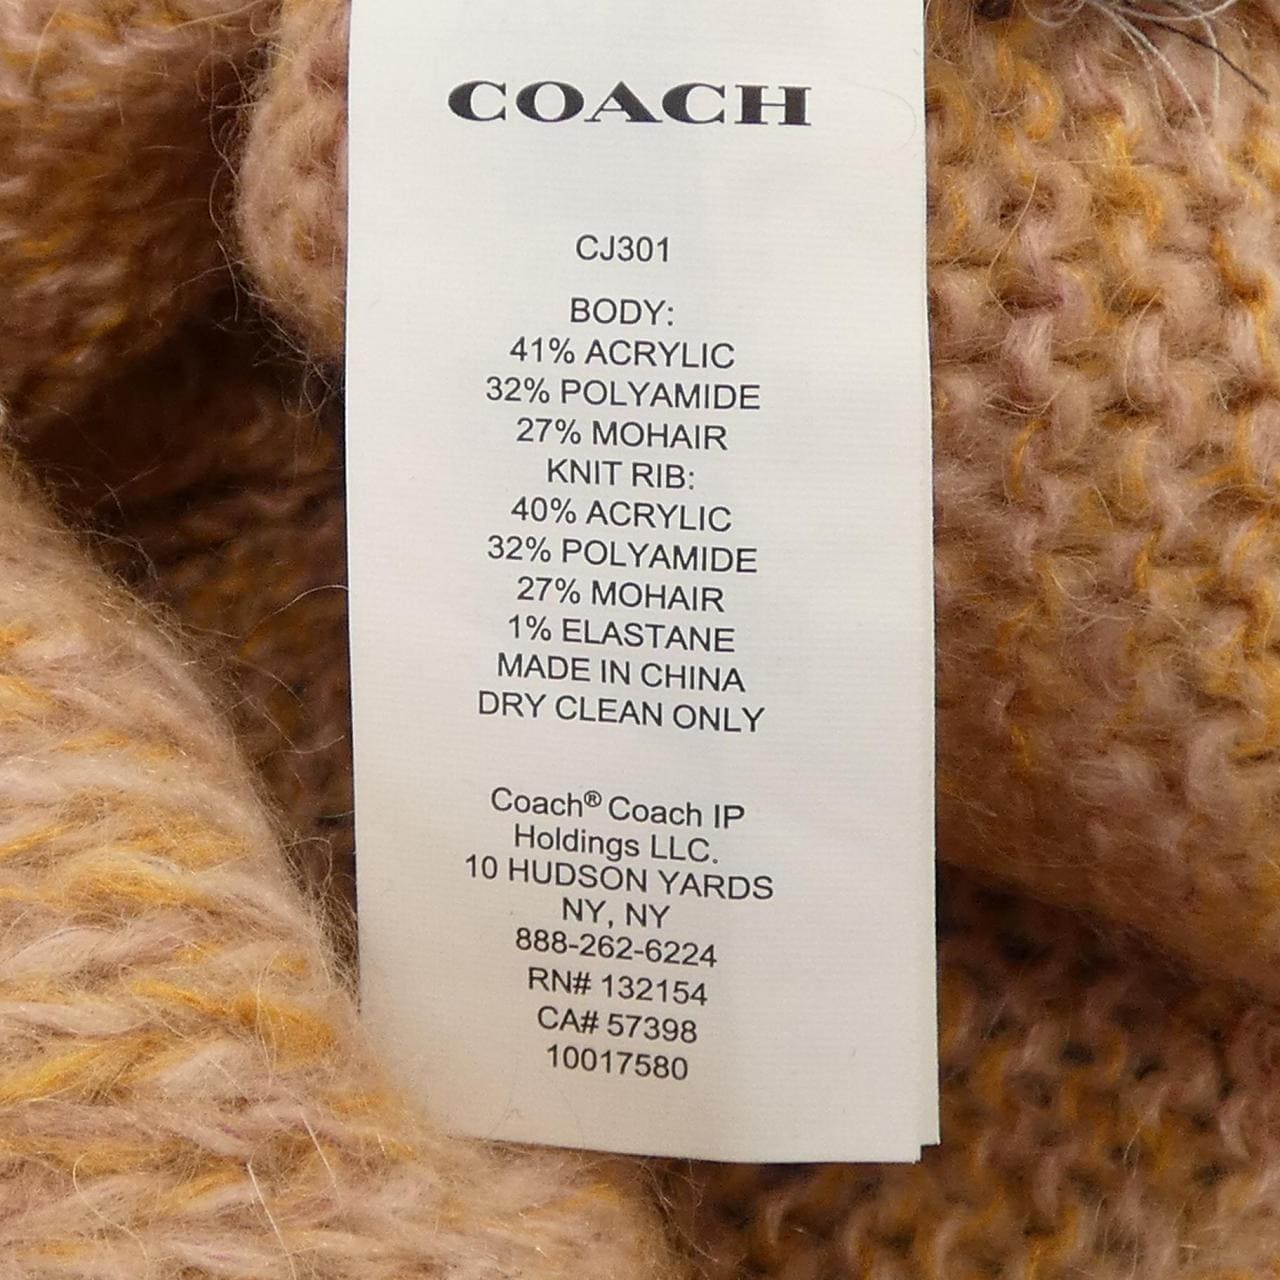 COACH
CJ301
BODY:
41% ACRYLIC
32% POLYAMIDE
27% MOHAIR
KNIT RIB:
40% ACRYLIC
32% POLYAMIDE
27% MOHAIR
1% ELASTANE
MADE IN CHINA
DRY CLEAN ONLY
Coach® Coach IP
Holdings LLC.
10 HUDSON YARDS
NY, NY
888-262-6224
RN# 132154
CA# 57398
10017580